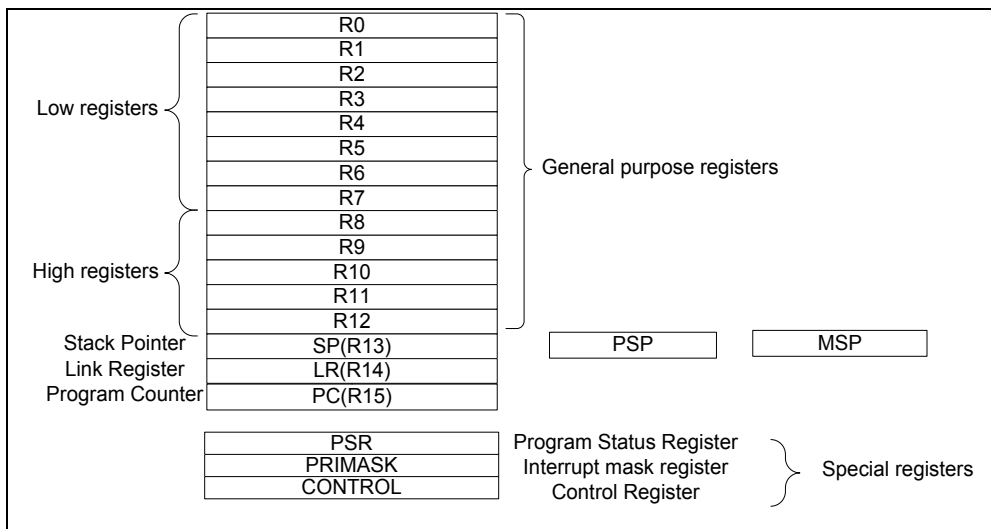 R0
R1
R2
R3
Low registers
R4
R5
R6
General purpose registers
R7
R8
R9
High registers
R10
R11
R12
Stack Pointer SP(R13) PSP MSP
Link Register LR(R14)
Program Counter PC(R15)
PSR Program Status Register
PRIMASK Interrupt mask register Special registers
CONTROL Control Register